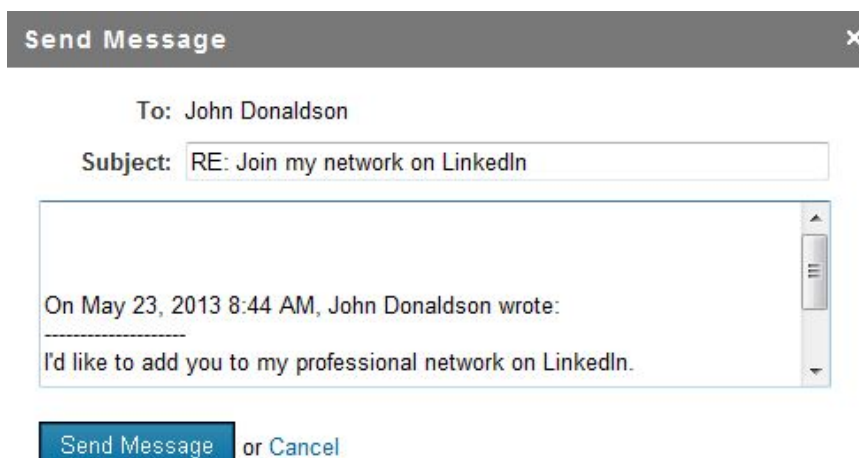 Send Message ×
To: John Donaldson
Subject: RE: Join my network on LinkedIn
On May 23, 2013 8:44 AM, John Donaldson wrote:
--------------------
I'd like to add you to my professional network on LinkedIn.
Send Message or Cancel